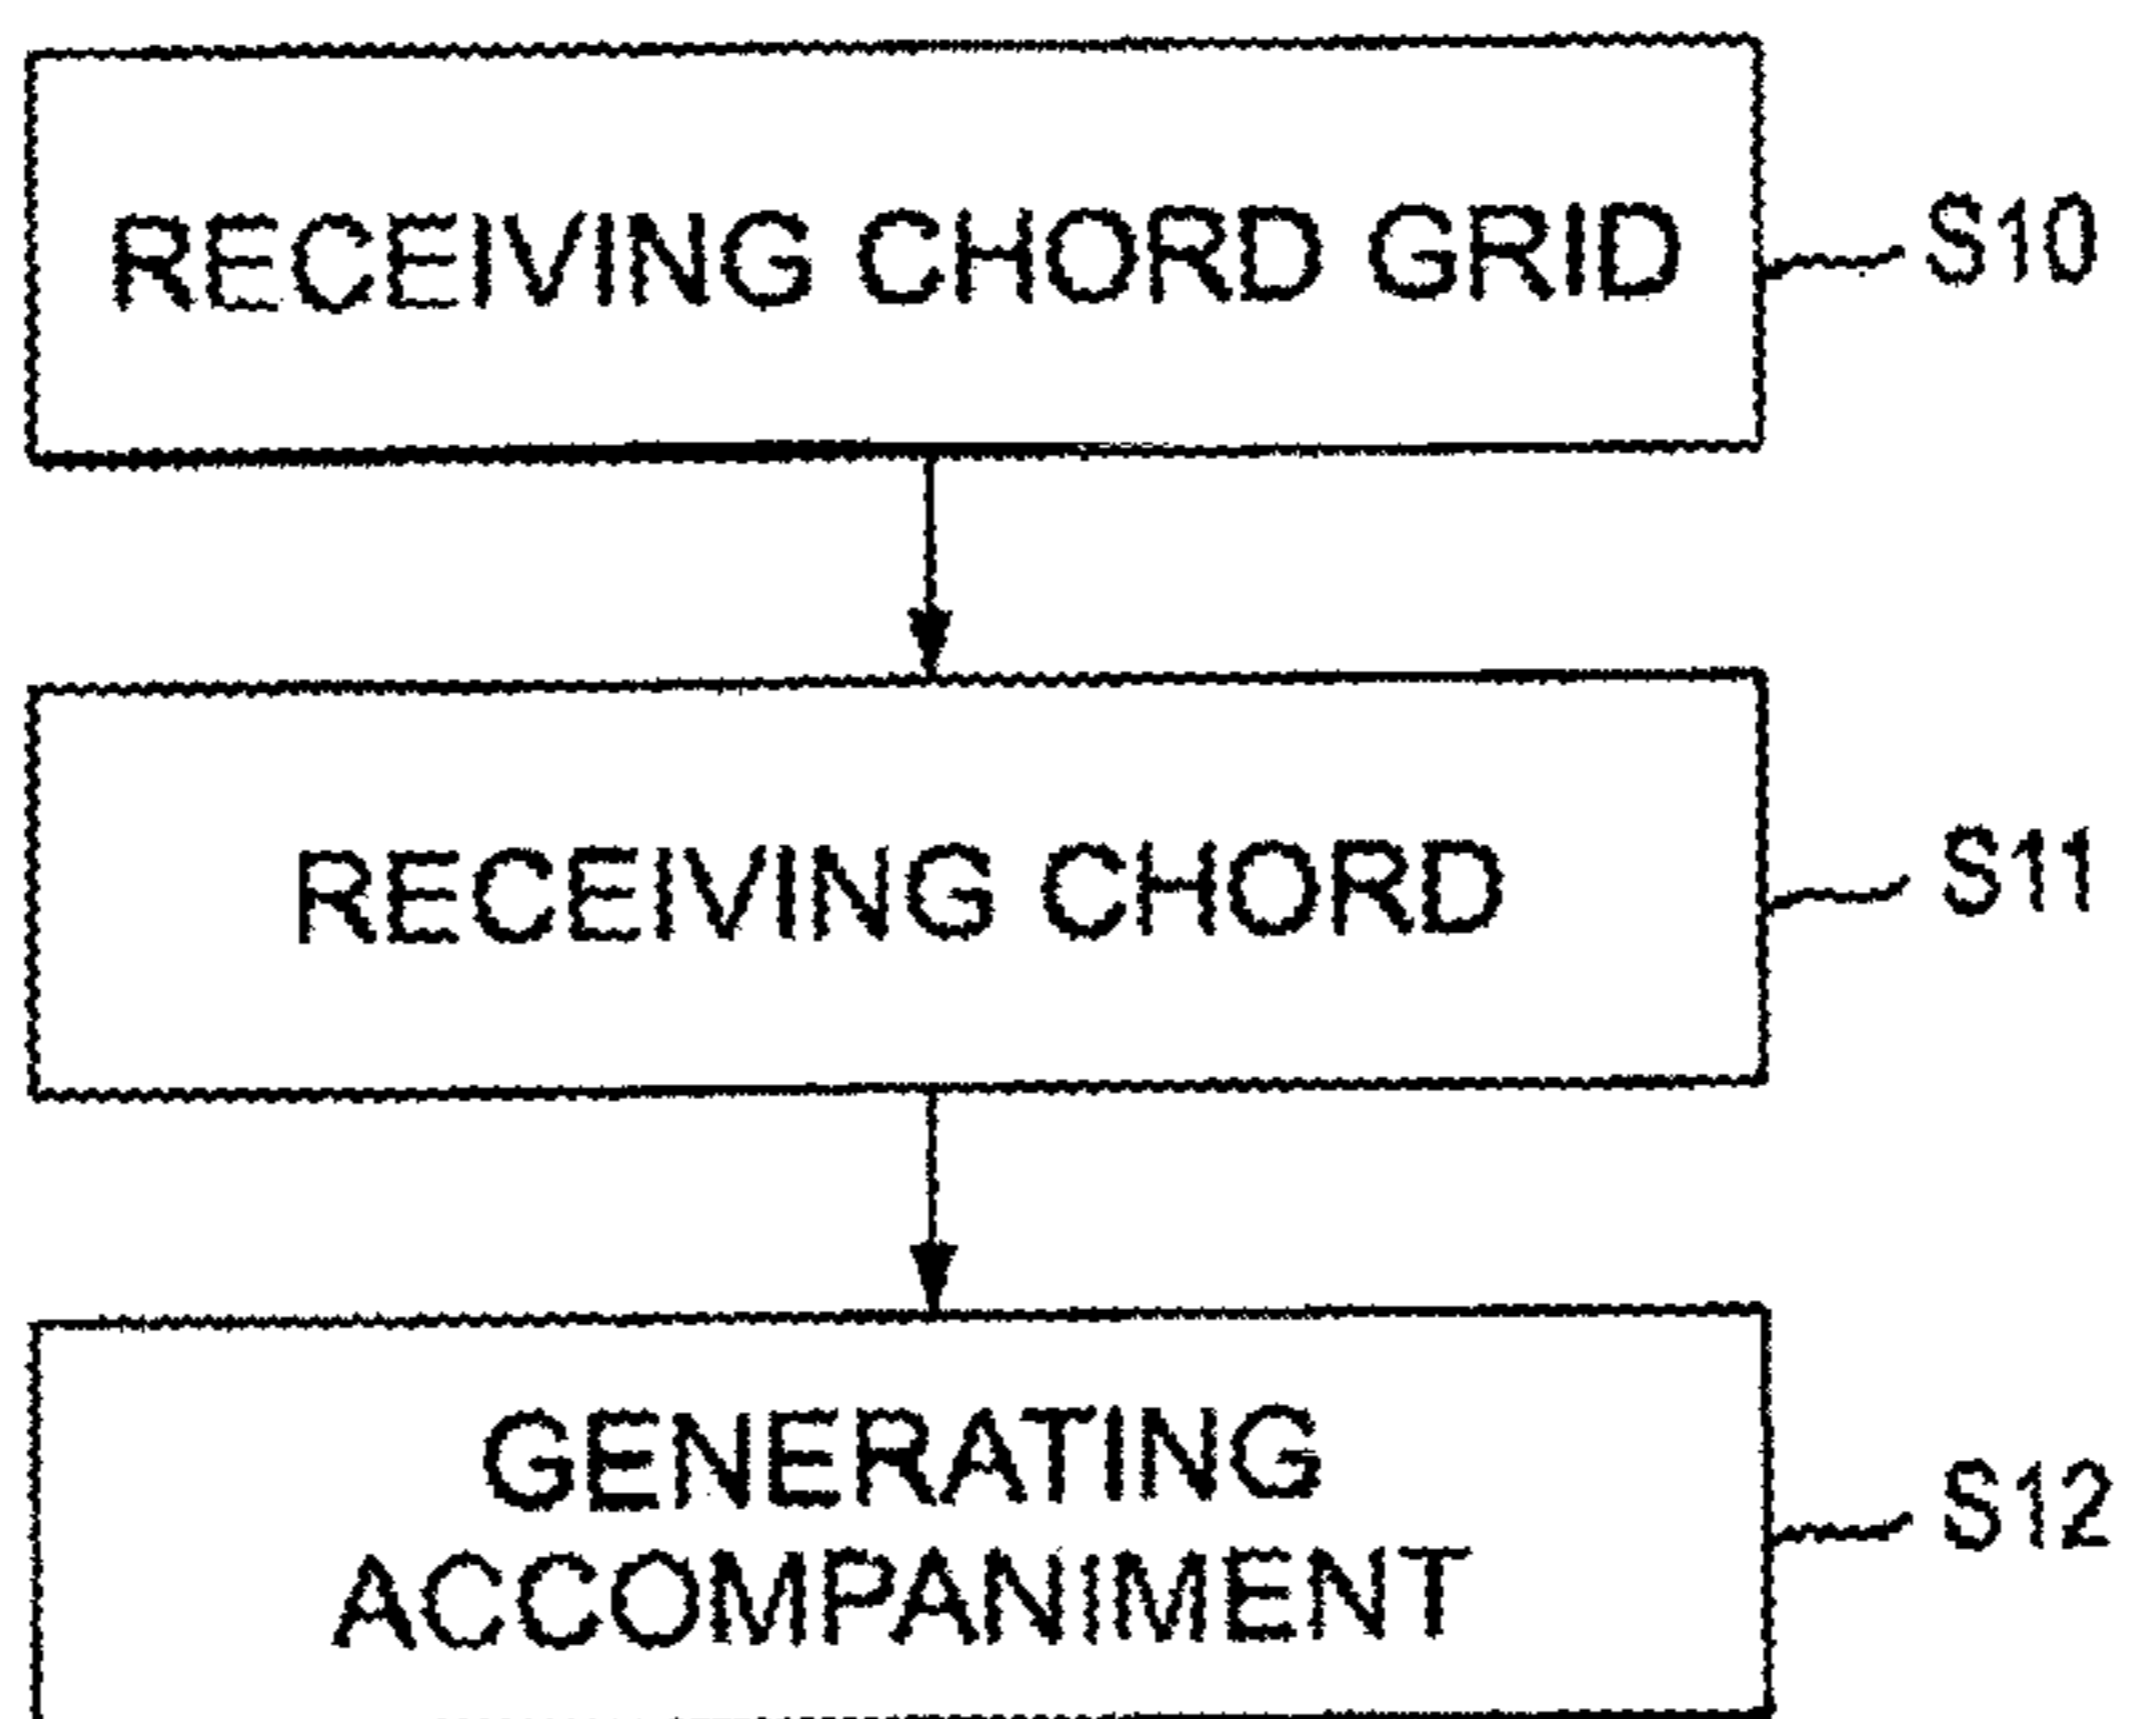 RECEIVING CHORD GRID
S10
RECEIVING CHORD
S11
GENERATING
ACCOMPANIMENT
S12